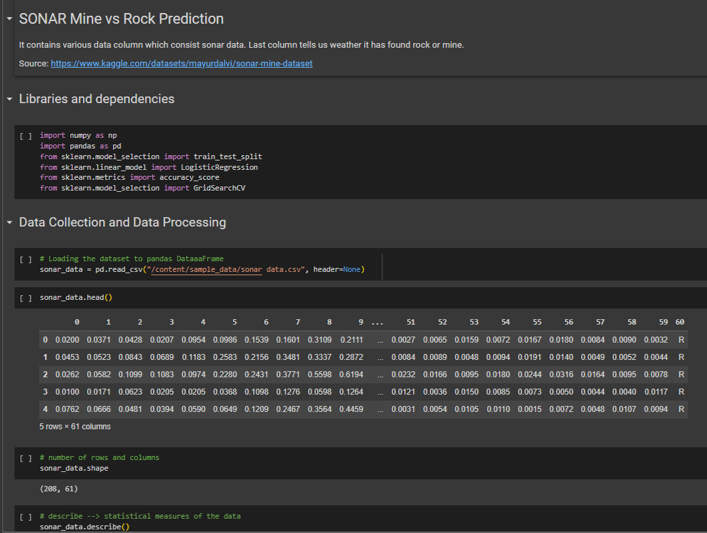 SONAR Mine vs Rock Prediction
It contains various data column which consist sonar data. Last column tells us weather it has found rock or mine.
Source: https://www.kaggle.com/datasets/mayurdalvi/sonar-mine-dataset
Libraries and dependencies
[ ] import numpy as np
import pandas as pd
from sklearn.model_selection import train_test_split
from sklearn.linear_model import LogisticRegression
from sklearn.metrics import accuracy_score
from sklearn.model_selection import GridSearchCV
Data Collection and Data Processing
[ ] # Loading the dataset to pandas DataaaFrame
sonar_data = pd.read_csv("/content/sample_data/sonar data.csv", header=None)
[ ] sonar_data.head()
0 1 2 3 4 5 6 7 8 9 ... 51 52 53 54 55 56 57 58 59 60
0 0.0200 0.0371 0.0428 0.0207 0.0954 0.0986 0.1539 0.1601 0.3109 0.2111 ... 0.0027 0.0065 0.0159 0.0072 0.0167 0.0180 0.0084 0.0090 0.0032 R
1 0.0453 0.0523 0.0843 0.0689 0.1183 0.2583 0.2156 0.3481 0.3337 0.2872 ... 0.0084 0.0089 0.0048 0.0094 0.0191 0.0140 0.0049 0.0052 0.0044 R
2 0.0262 0.0582 0.1099 0.1083 0.0974 0.2280 0.2431 0.3771 0.5598 0.6194 ... 0.0232 0.0166 0.0095 0.0180 0.0244 0.0316 0.0164 0.0095 0.0078 R
3 0.0100 0.0171 0.0623 0.0205 0.0205 0.0368 0.1098 0.1276 0.0598 0.1264 ... 0.0121 0.0036 0.0150 0.0085 0.0073 0.0050 0.0044 0.0040 0.0117 R
4 0.0762 0.0666 0.0481 0.0394 0.0590 0.0649 0.1209 0.2467 0.3564 0.4459 ... 0.0031 0.0054 0.0105 0.0110 0.0015 0.0072 0.0048 0.0107 0.0094 R
5 rows × 61 columns
[ ] # number of rows and columns
sonar_data.shape
(208, 61)
[ ] # describe --> statistical measures of the data
sonar_data.describe()